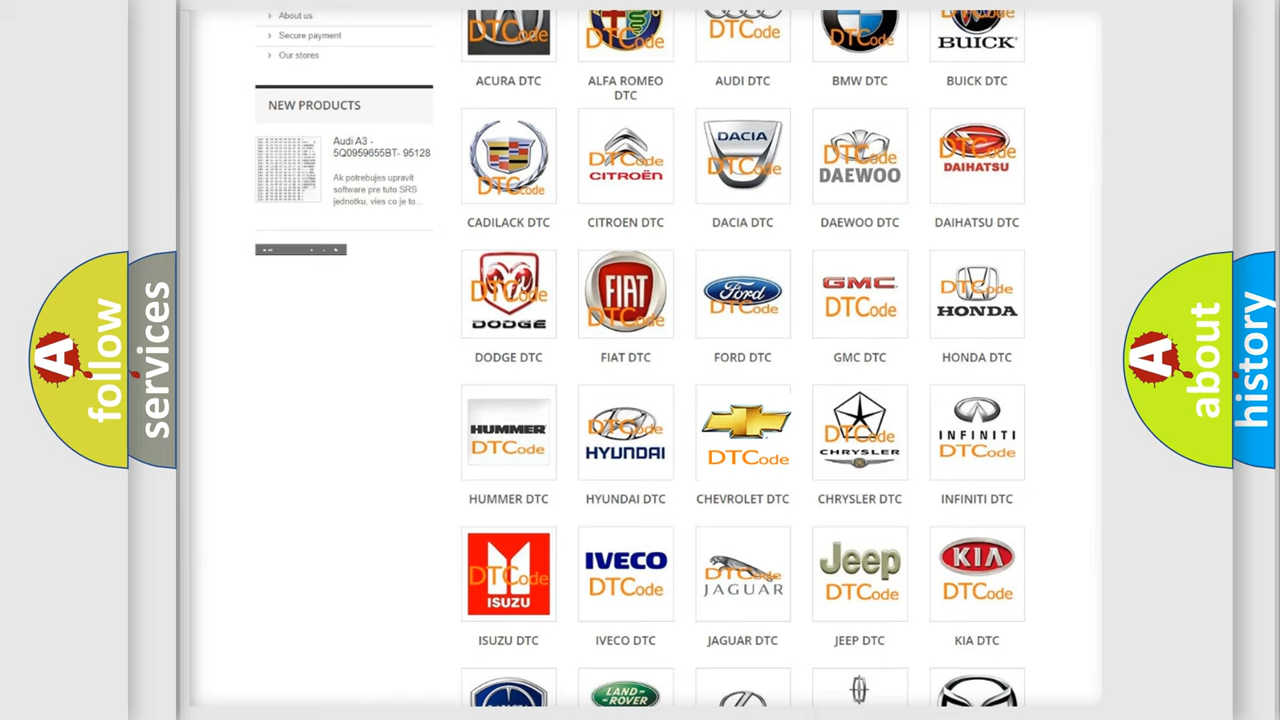 About us
Secure payment
Our stores
NEW PRODUCTS
Audi A3 -
5Q0959655BT- 95128
Ak potrebujes upravit
software pre tuto SRS
jednotku, vies co je to...
DTCode
DTCode
DTCode
DTCode
BUICK
ACURA DTC
ALFA ROMEO
DTC
AUDI DTC
BMW DTC
BUICK DTC
DTCode
DTCode
CITROËN
DACIA
DTCode
DTCode
DAEWOO
DTCode
DAIHATSU
CADILACK DTC
CITROEN DTC
DACIA DTC
DAEWOO DTC
DAIHATSU DTC
DTCode
DODGE
FIAT
DTCode
Ford
DTCode
GMC
DTCode
DTCode
HONDA
DODGE DTC
FIAT DTC
FORD DTC
GMC DTC
HONDA DTC
HUMMER
DTCode
DTCode
HYUNDAI
DTCode
DTCode
CHRYSLER
INFINITI
DTCode
HUMMER DTC
HYUNDAI DTC
CHEVROLET DTC
CHRYSLER DTC
INFINITI DTC
DTCode
ISUZU
IVECO
DTCode
DTCode
JAGUAR
Jeep
DTCode
KIA
DTCode
ISUZU DTC
IVECO DTC
JAGUAR DTC
JEEP DTC
KIA DTC
LAND-
ROVER
A
follow
services
A
about
history